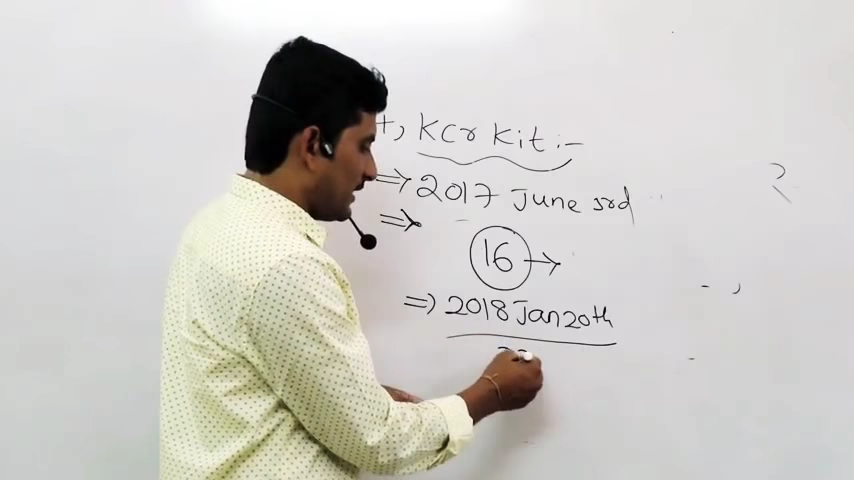 , KCr Kit :-
⇒ 2017 June 3rd
⇒
16 →
⇒ 2018 Jan 20th